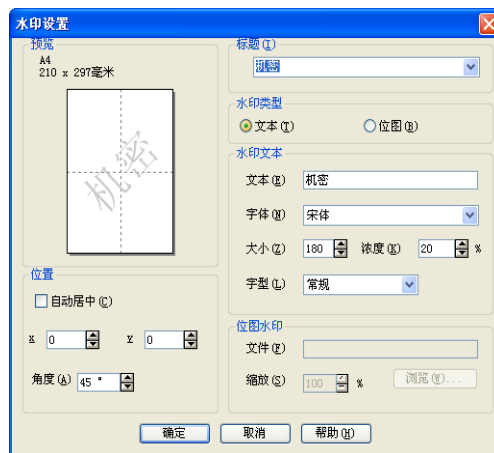 水印设置
预览
A4
210 x 297毫米
机密
位置
自动居中(C)
X 0 Y 0
角度(A) 45 °
标题(I)
机密
水印类型
文本(T) 位图(B)
水印文本
文本(E) 机密
字体(N) 宋体
大小(Z) 180 浓度(K) 20 %
字型(L) 常规
位图水印
文件(F)
缩放(S) 100 % 浏览(W)...
确定 取消 帮助(H)